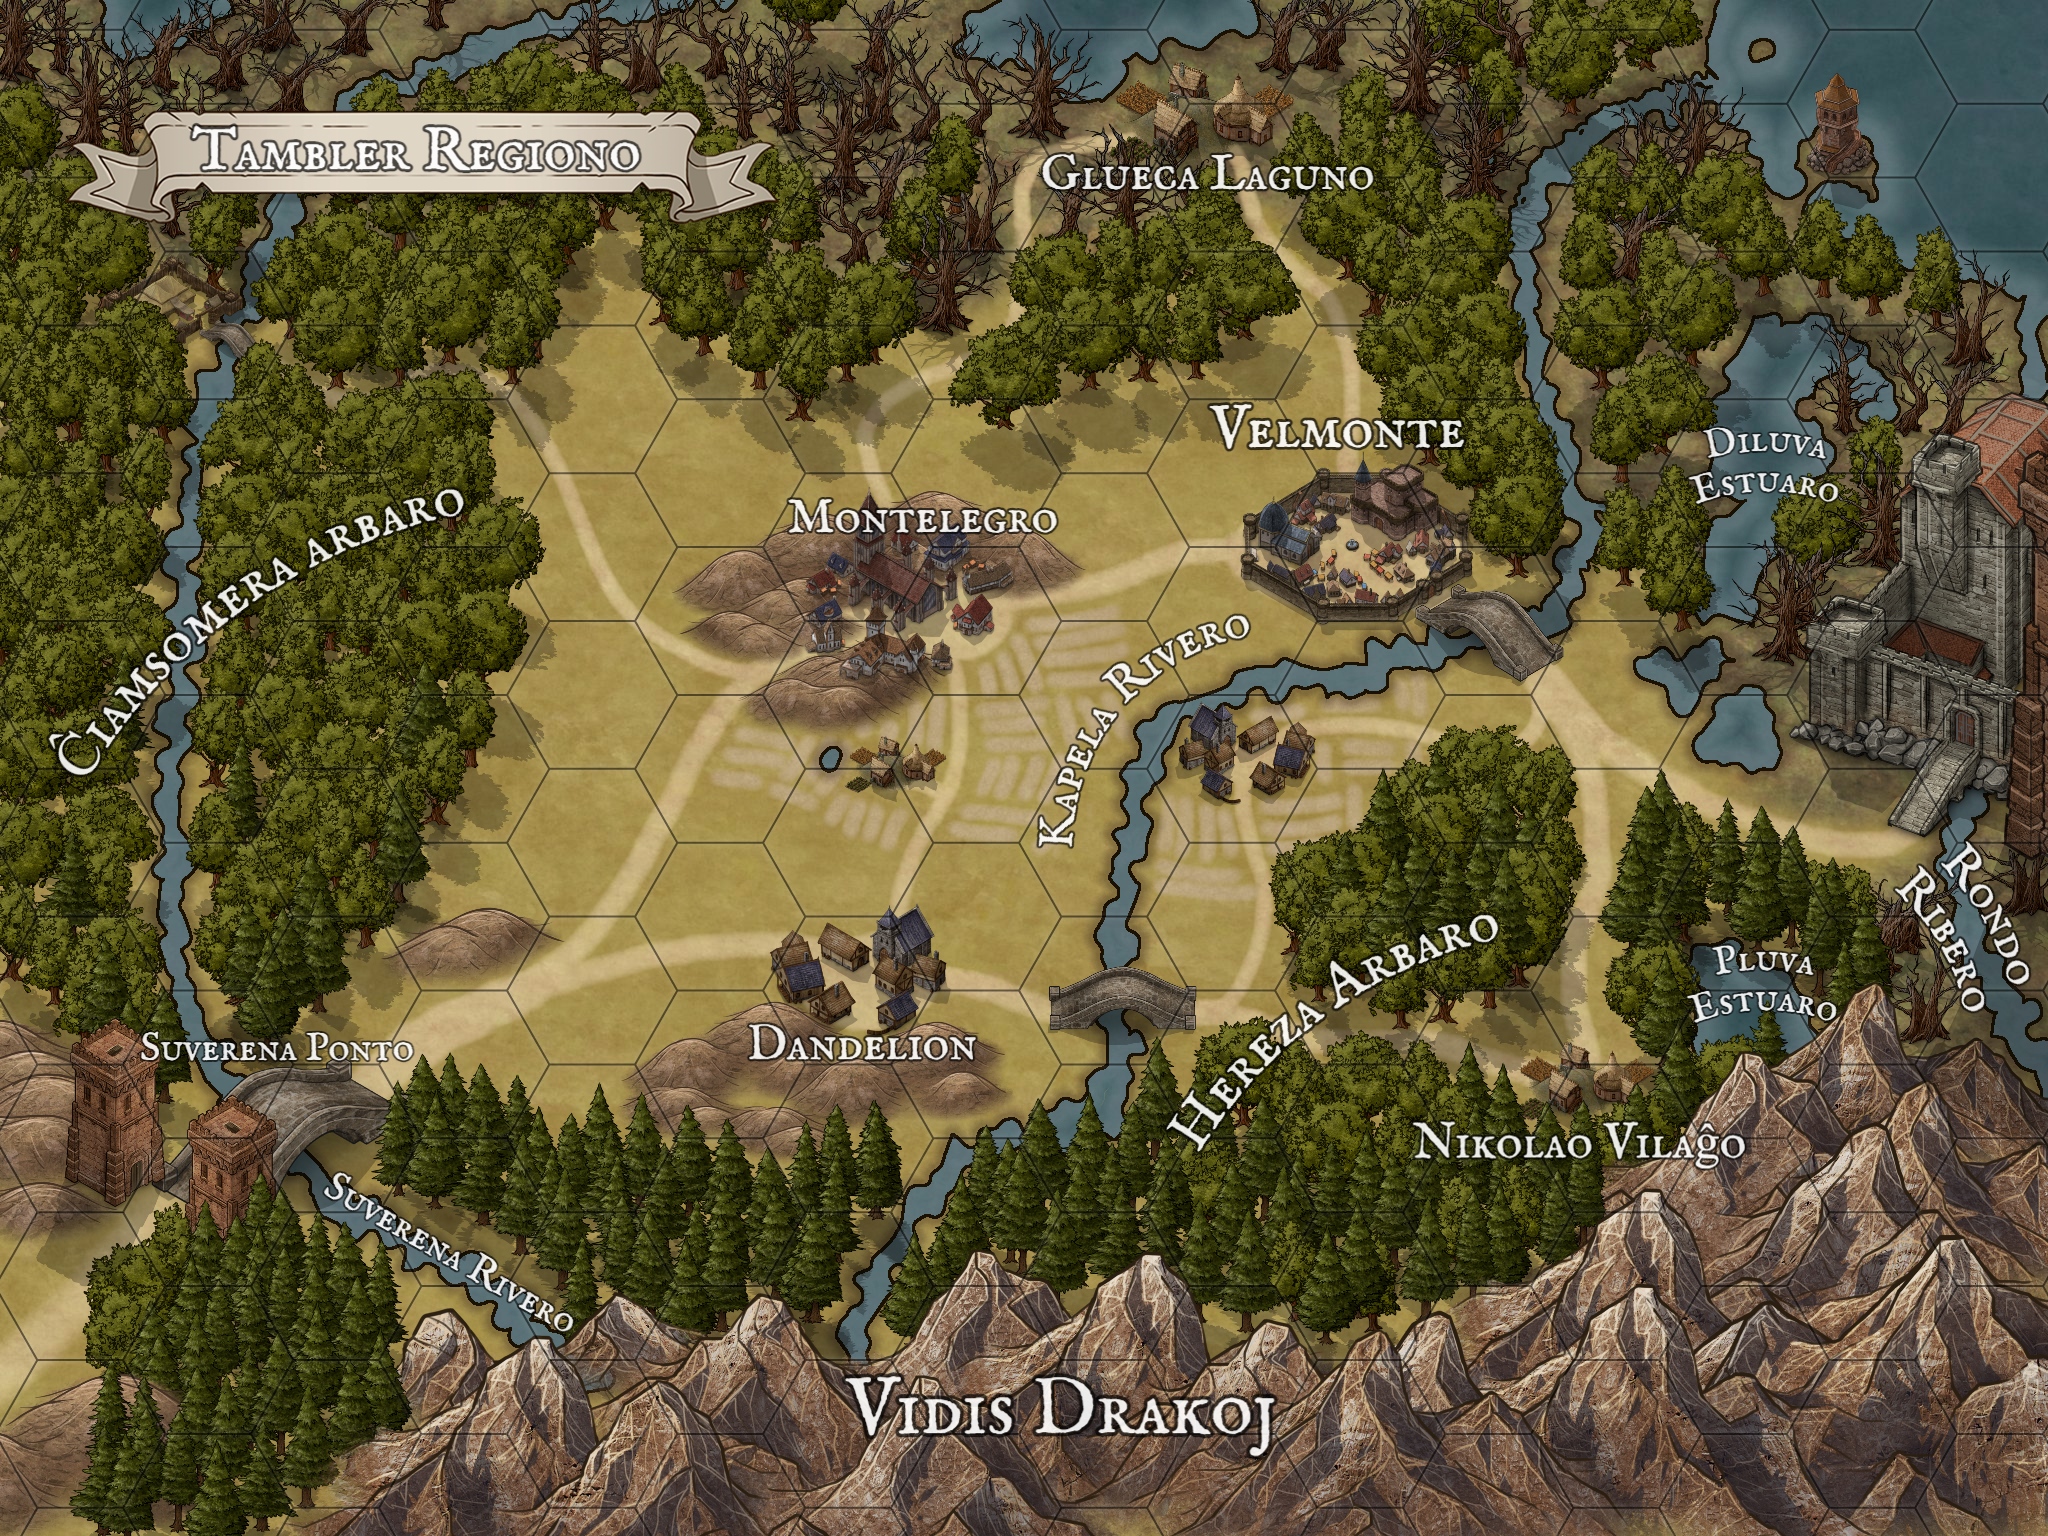 Tambler Regiono
Glueca Laguno
Velmonte
Diluva
Estuaro
Montelegro
Ĉiamsomera arbaro
Kapela Rivero
Rondo
Ribero
Hereza Arbaro
Pluva
Estuaro
Suverena Ponto
Dandelion
Nikolao Vilaĝo
Suverena Rivero
Vidis Drakoj